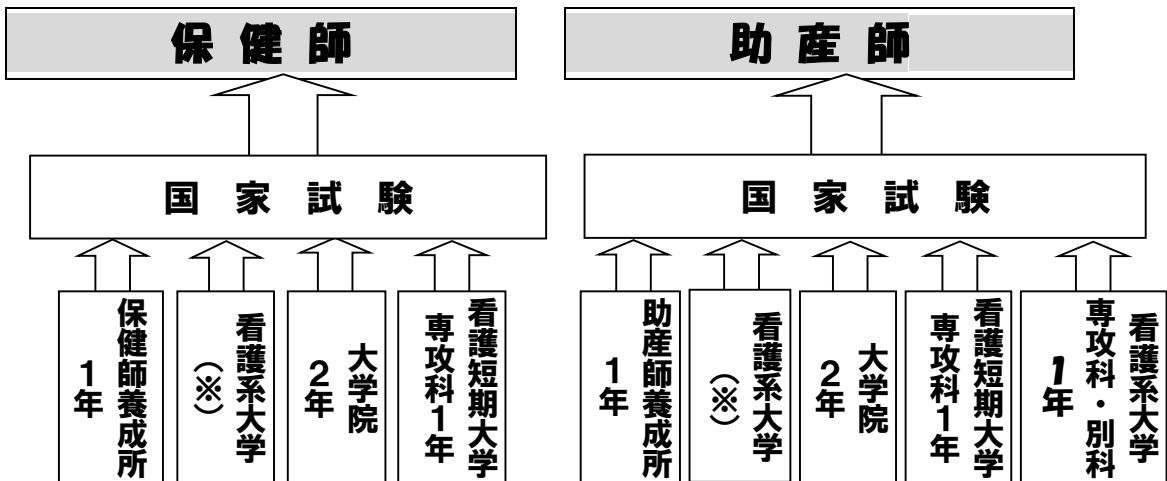 保健師
助産師
国家試験
国家試験
保健師養成所
1年
看護系大学
(※)
大学院
2年
看護短期大学
専攻科1年
助産師養成所
1年
看護系大学
(※)
大学院
2年
看護短期大学
専攻科1年
看護系大学
専攻科・別科
1年